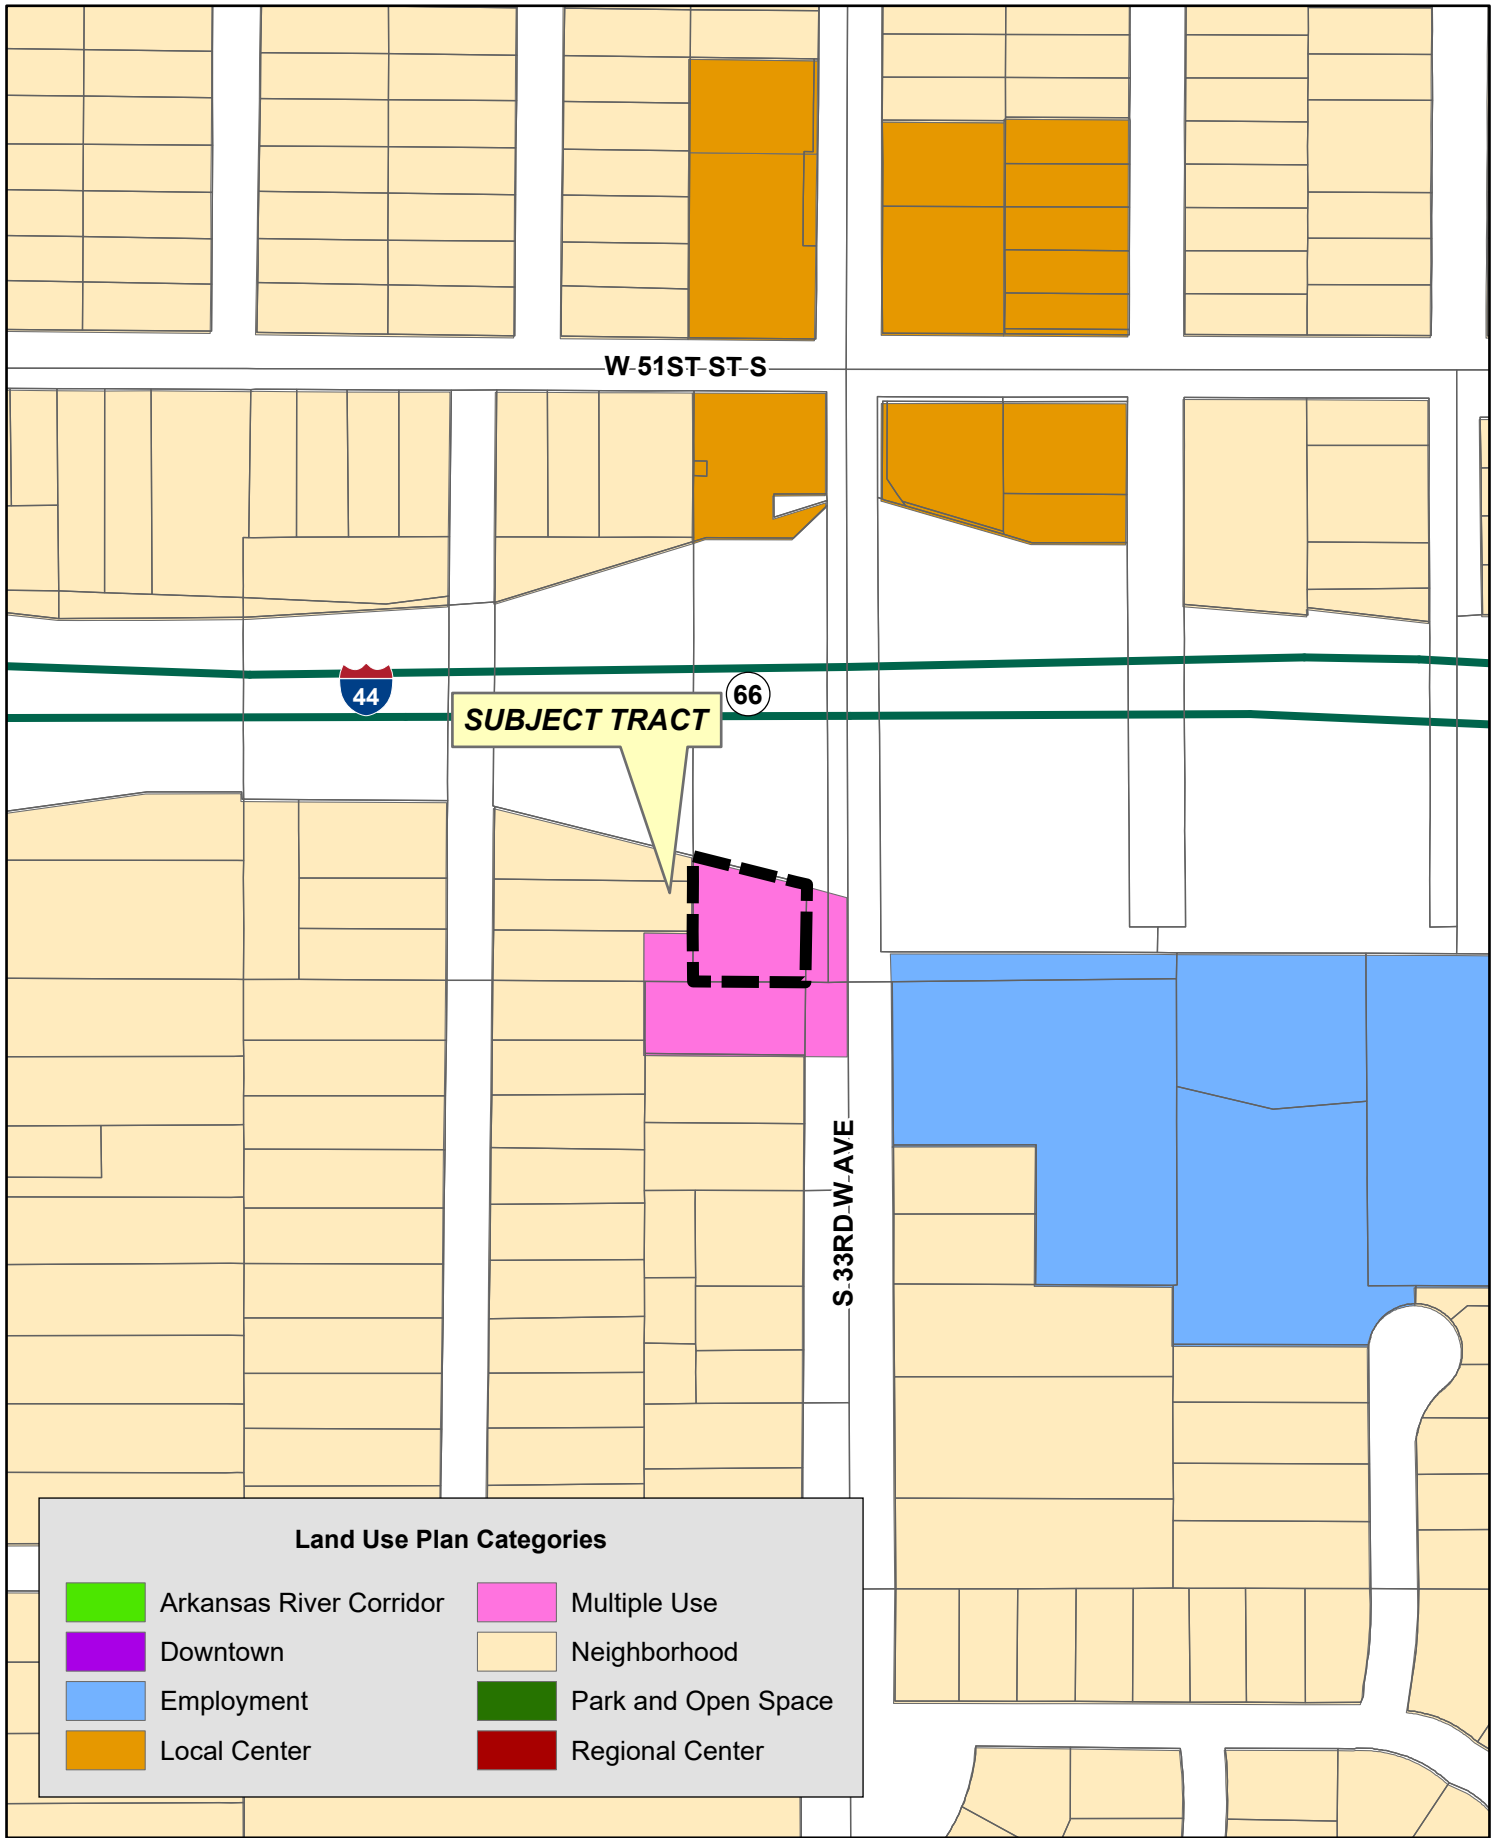 W 51ST ST S
44
66
SUBJECT TRACT
S 33RD W AVE
Land Use Plan Categories
Arkansas River Corridor
Downtown
Employment
Local Center
Multiple Use
Neighborhood
Park and Open Space
Regional Center